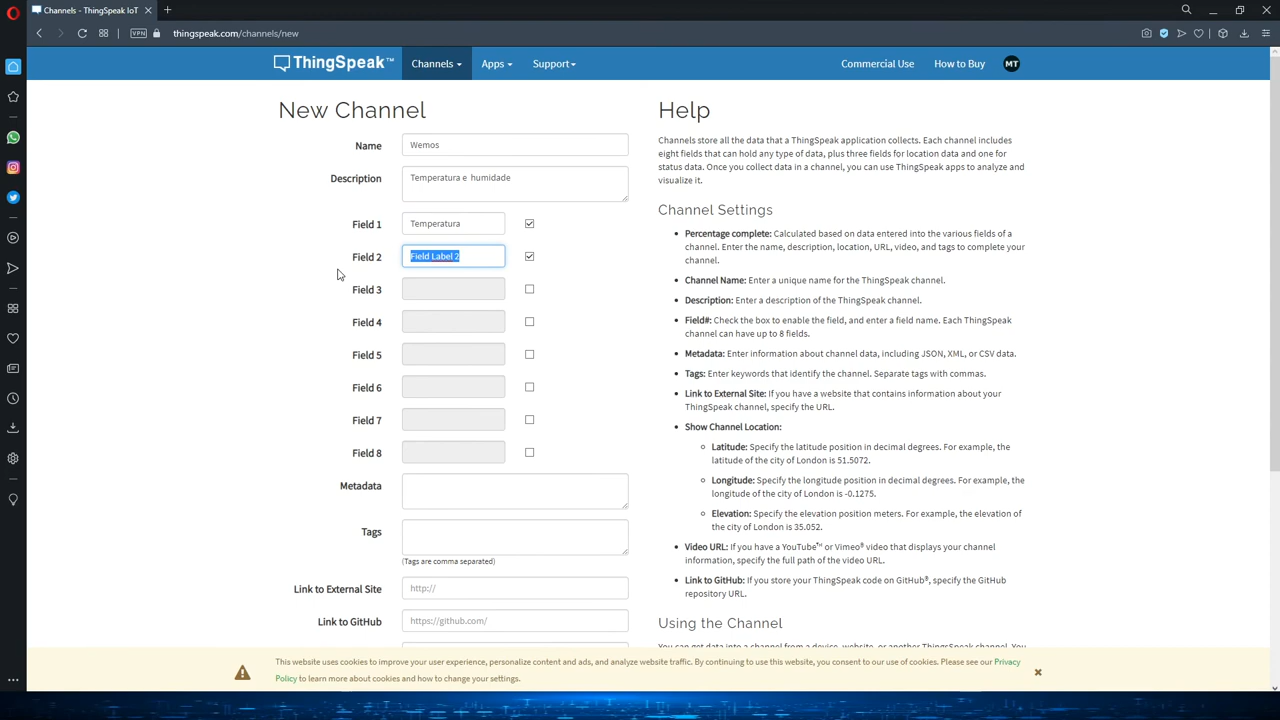 Channels - ThingSpeak IoT
VPN
thingspeak.com/channels/new
ThingSpeak™
Channels
Apps
Support
Commercial Use
How to Buy
MT
New Channel
Name
Wemos
Description
Temperatura e humidade
Field 1
Temperatura
Field 2
Field Label 2
Field 3
Field 4
Field 5
Field 6
Field 7
Field 8
Metadata
Tags
(Tags are comma separated)
Link to External Site
http://
Link to GitHub
https://github.com/
Help
Channels store all the data that a ThingSpeak application collects. Each channel includes
eight fields that can hold any type of data, plus three fields for location data and one for
status data. Once you collect data in a channel, you can use ThingSpeak apps to analyze and
visualize it.
Channel Settings
Percentage complete: Calculated based on data entered into the various fields of a
channel. Enter the name, description, location, URL, video, and tags to complete your
channel.
Channel Name: Enter a unique name for the ThingSpeak channel.
Description: Enter a description of the ThingSpeak channel.
Field#: Check the box to enable the field, and enter a field name. Each ThingSpeak
channel can have up to 8 fields.
Metadata: Enter information about channel data, including JSON, XML, or CSV data.
Tags: Enter keywords that identify the channel. Separate tags with commas.
Link to External Site: If you have a website that contains information about your
ThingSpeak channel, specify the URL.
Show Channel Location:
Latitude: Specify the latitude position in decimal degrees. For example, the
latitude of the city of London is 51.5072.
Longitude: Specify the longitude position in decimal degrees. For example, the
longitude of the city of London is -0.1275.
Elevation: Specify the elevation position meters. For example, the elevation of
the city of London is 35.052.
Video URL: If you have a YouTube™ or Vimeo® video that displays your channel
information, specify the full path of the video URL.
Link to GitHub: If you store your ThingSpeak code on GitHub®, specify the GitHub
repository URL.
Using the Channel
You can get data into a channel from a device, website, or another ThingSpeak channel. You
This website uses cookies to improve your user experience, personalize content and ads, and analyze website traffic. By continuing to use this website, you consent to our use of cookies. Please see our Privacy
Policy to learn more about cookies and how to change your settings.